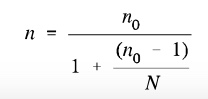 n = n₀ / (1 + (n₀ − 1) / N)